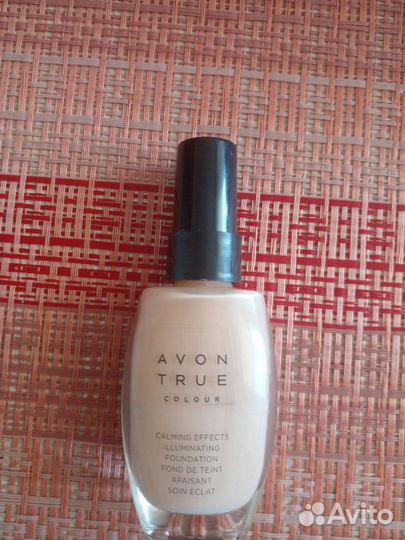 AVON
TRUE
COLOUR
CALMING EFFECTS
ILLUMINATING
FOUNDATION
FOND DE TEINT
APAISANT
SOIN ÉCLAT
Avito